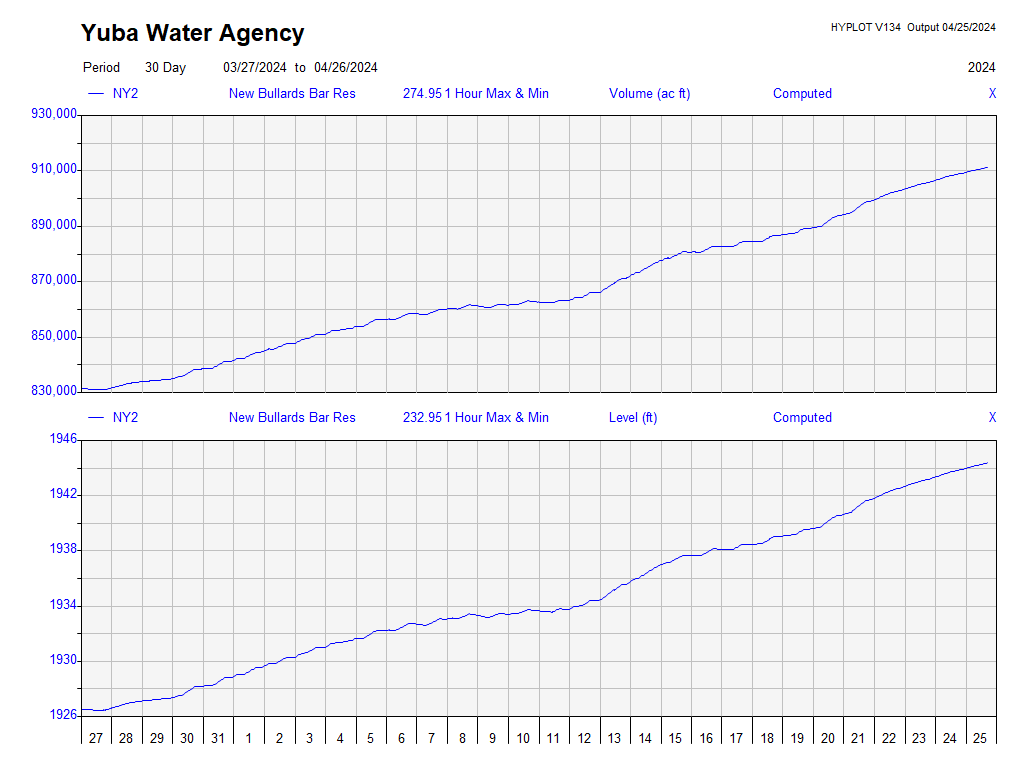 Yuba Water Agency
HYPLOT V134 Output 04/25/2024
Period 30 Day 03/27/2024 to 04/26/2024 2024
NY2 New Bullards Bar Res 274.95 1 Hour Max & Min Volume (ac ft) Computed X
930,000
910,000
890,000
870,000
850,000
830,000
NY2 New Bullards Bar Res 232.95 1 Hour Max & Min Level (ft) Computed X
1946
1942
1938
1934
1930
1926
27 28 29 30 31 1 2 3 4 5 6 7 8 9 10 11 12 13 14 15 16 17 18 19 20 21 22 23 24 25